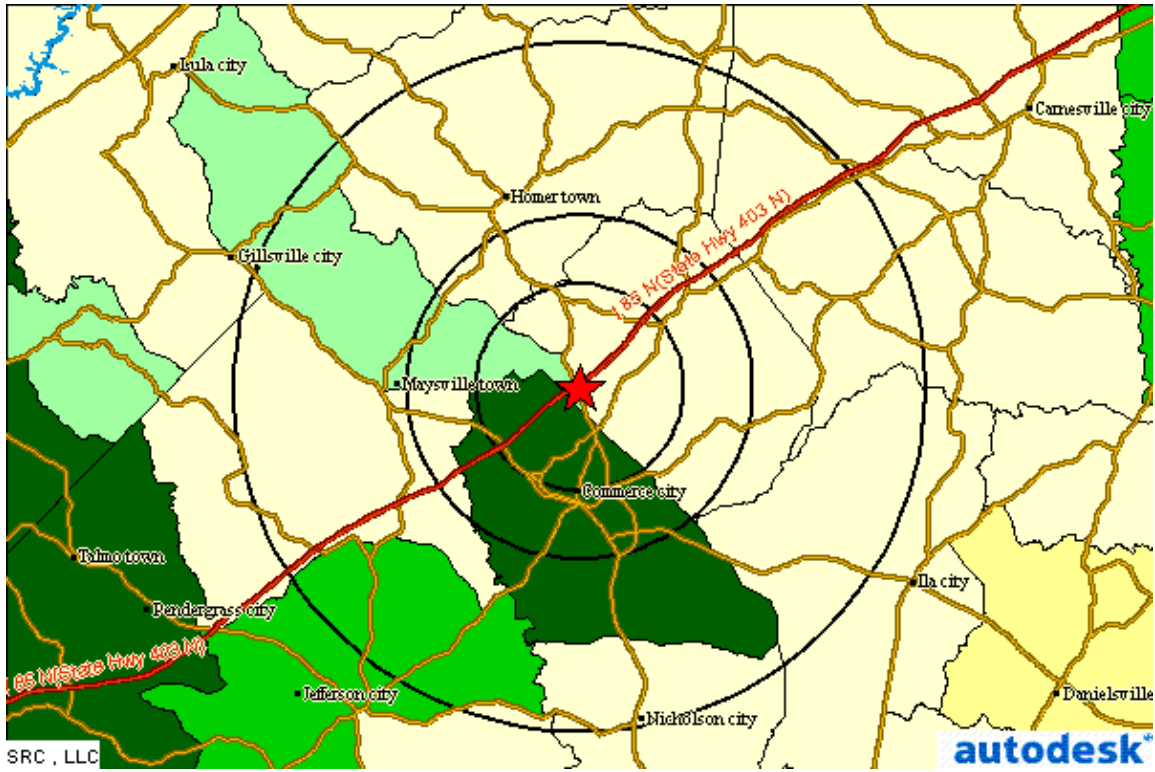 Lula city
Carnesville city
Homer town
I 85 N(State Hwy 403 N)
Gillsville city
Maysville town
Commerce city
Talmo town
Ila city
Pendergrass city
85 N(State Hwy 403 N)
Jefferson city
Danielsville
Nicholson city
SRC , LLC
autodesk